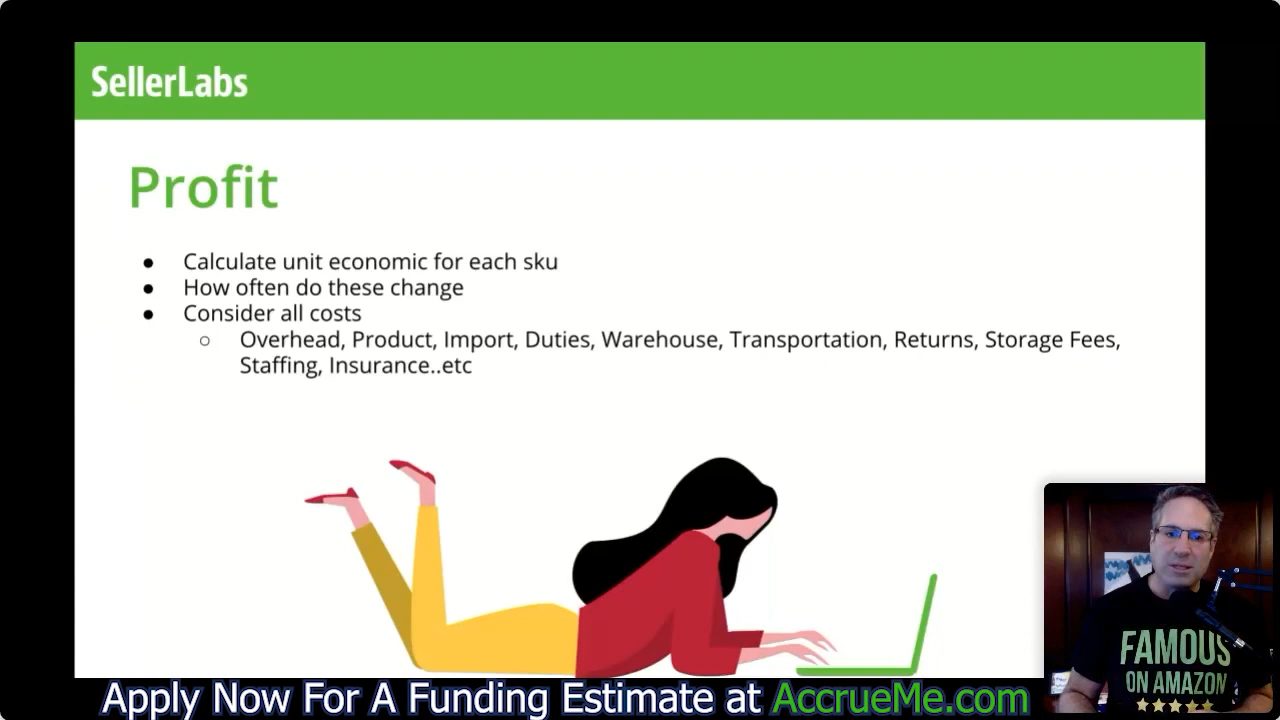 SellerLabs
Profit
● Calculate unit economic for each sku
● How often do these change
● Consider all costs
○ Overhead, Product, Import, Duties, Warehouse, Transportation, Returns, Storage Fees,
Staffing, Insurance..etc
FAMOUS
ON AMAZON
★★★★★
Apply Now For A Funding Estimate at AccrueMe.com